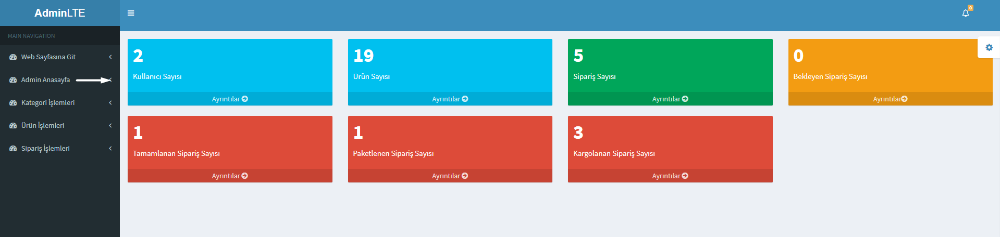 AdminLTE
0
MAIN NAVIGATION
Web Sayfasına Git
Admin Anasayfa
Kategori İşlemleri
Ürün İşlemleri
Sipariş İşlemleri
2
Kullanıcı Sayısı
Ayrıntılar
19
Ürün Sayısı
Ayrıntılar
5
Sipariş Sayısı
Ayrıntılar
0
Bekleyen Sipariş Sayısı
Ayrıntılar
1
Tamamlanan Sipariş Sayısı
Ayrıntılar
1
Paketlenen Sipariş Sayısı
Ayrıntılar
3
Kargolanan Sipariş Sayısı
Ayrıntılar